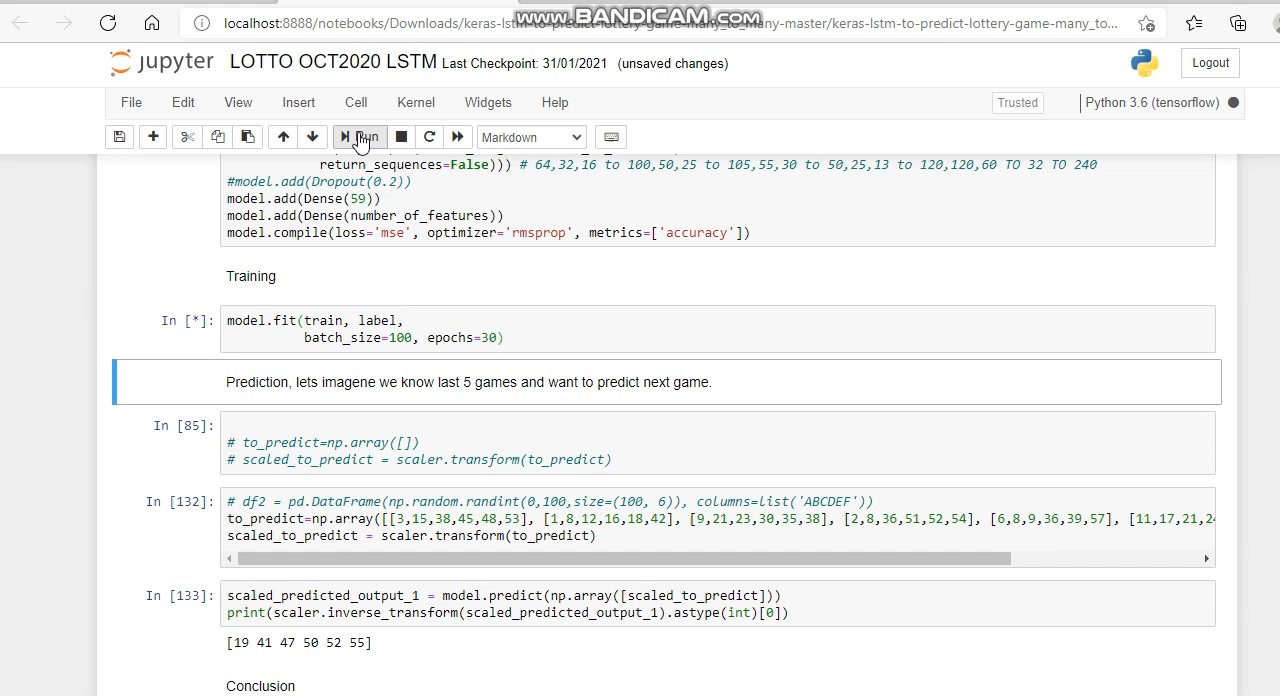 www.BANDICAM.com
localhost:8888/notebooks/Downloads/keras-lstm-to-predict-lottery-game-many_to_many-master/keras-lstm-to-predict-lottery-game-many_to...
jupyter LOTTO OCT2020 LSTM Last Checkpoint: 31/01/2021 (unsaved changes)
Logout
File Edit View Insert Cell Kernel Widgets Help
Trusted Python 3.6 (tensorflow)
Run Markdown
return_sequences=False))) # 64,32,16 to 100,50,25 to 105,55,30 to 50,25,13 to 120,120,60 TO 32 TO 240
#model.add(Dropout(0.2))
model.add(Dense(59))
model.add(Dense(number_of_features))
model.compile(loss='mse', optimizer='rmsprop', metrics=['accuracy'])
Training
In [*]: model.fit(train, label,
batch_size=100, epochs=30)
Prediction, lets imagene we know last 5 games and want to predict next game.
In [85]:
# to_predict=np.array([])
# scaled_to_predict = scaler.transform(to_predict)
In [132]: # df2 = pd.DataFrame(np.random.randint(0,100,size=(100, 6)), columns=list('ABCDEF'))
to_predict=np.array([[3,15,38,45,48,53], [1,8,12,16,18,42], [9,21,23,30,35,38], [2,8,36,51,52,54], [6,8,9,36,39,57], [11,17,21,24
scaled_to_predict = scaler.transform(to_predict)
In [133]: scaled_predicted_output_1 = model.predict(np.array([scaled_to_predict]))
print(scaler.inverse_transform(scaled_predicted_output_1).astype(int)[0])
[19 41 47 50 52 55]
Conclusion